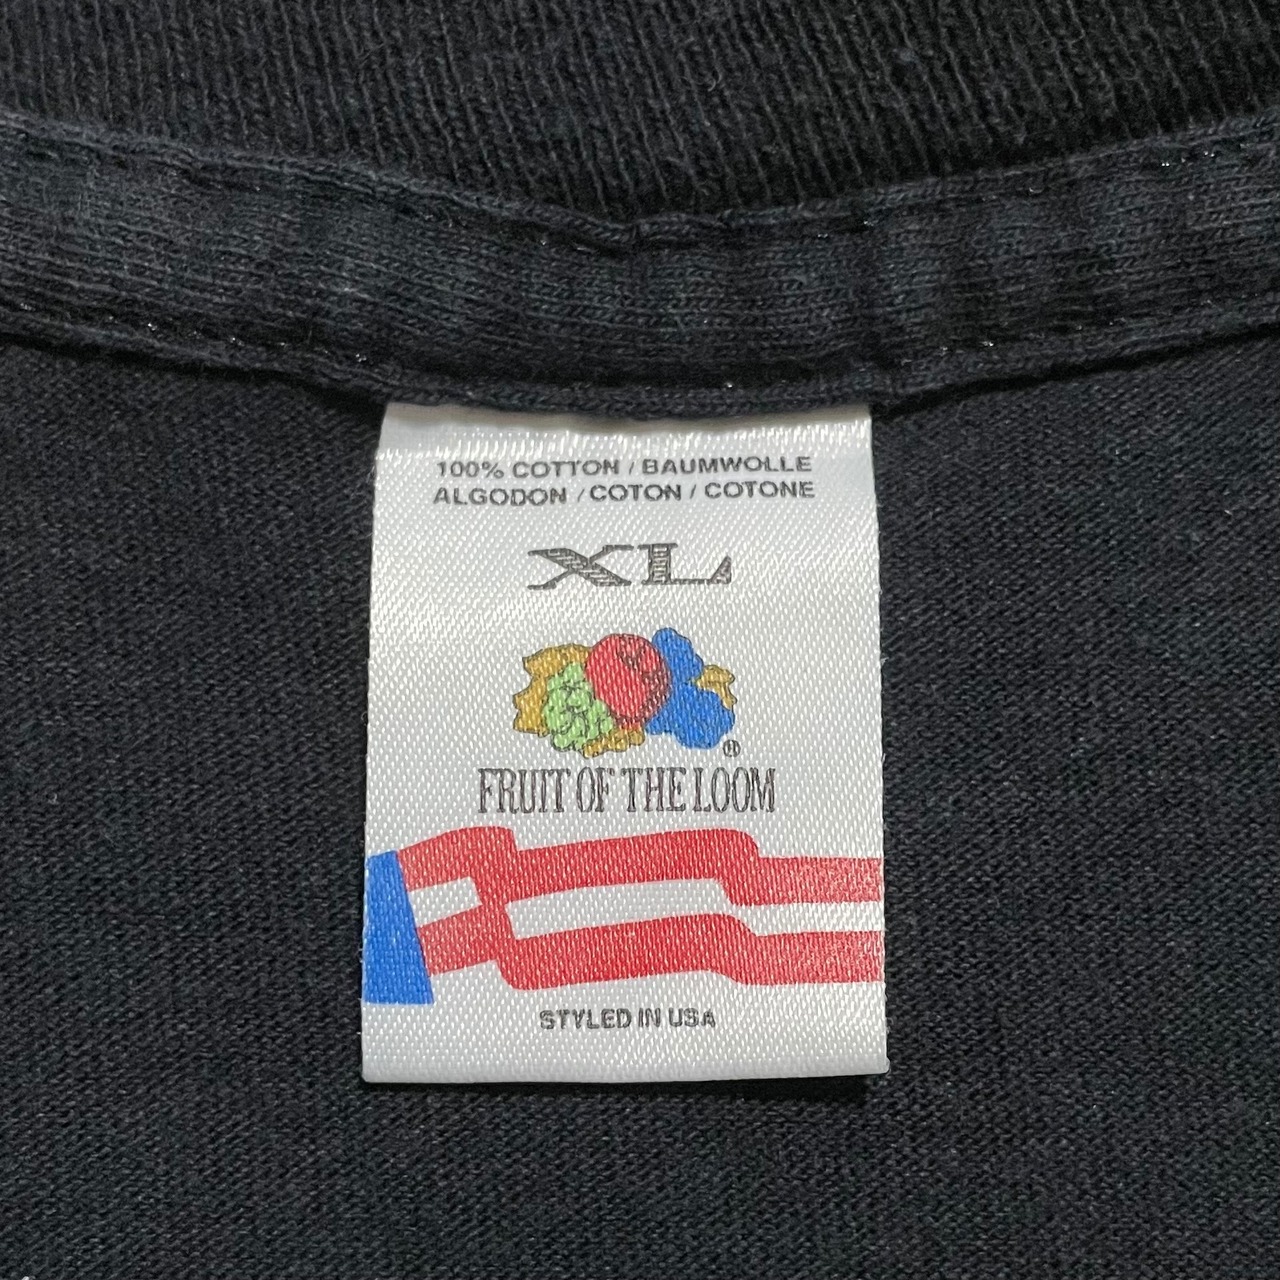 100% COTTON / BAUMWOLLE
ALGODON / COTON / COTONE
XL
®
FRUIT OF THE LOOM
STYLED IN USA